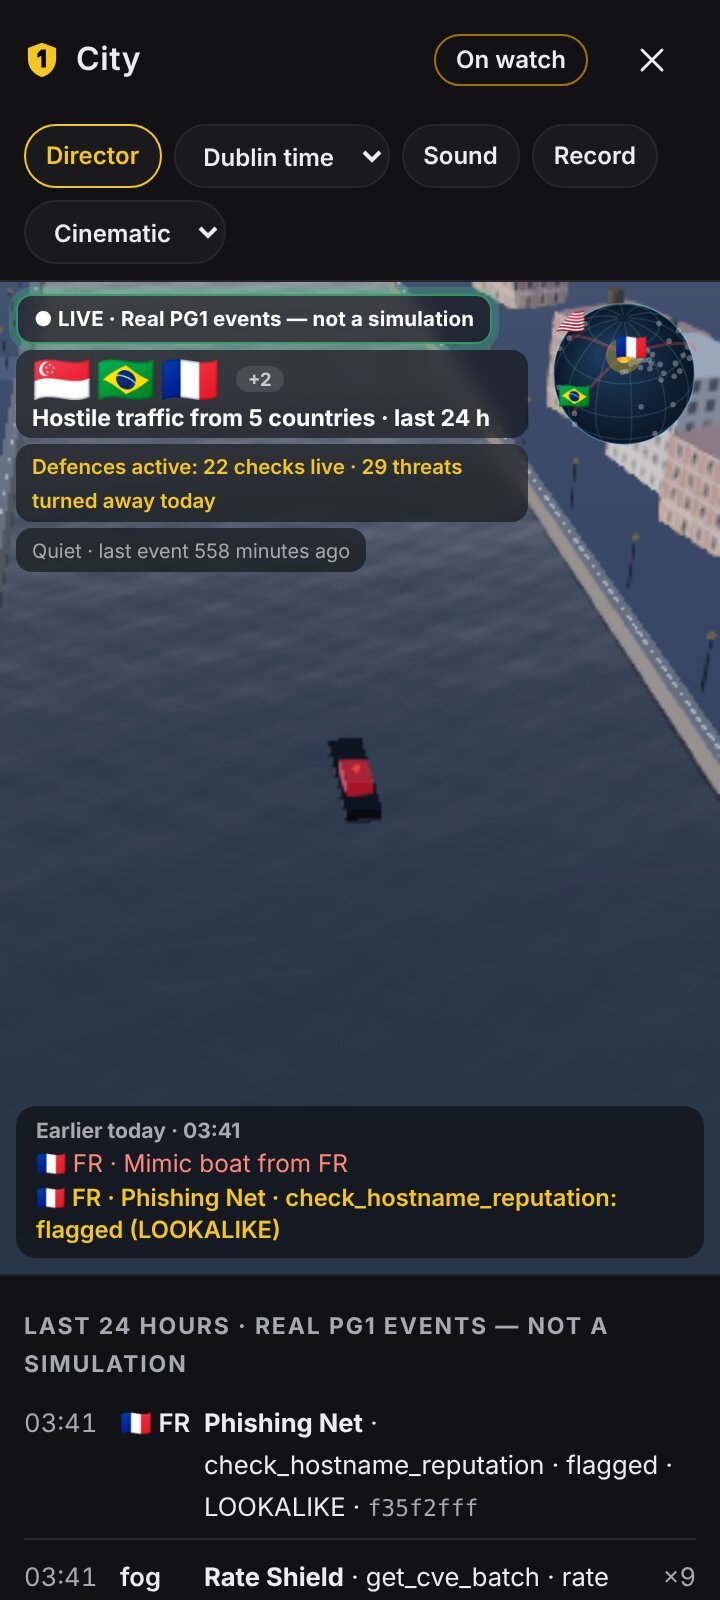 1 City
On watch
Director
Dublin time
Sound
Record
Cinematic
LIVE · Real PG1 events — not a simulation
+2
Hostile traffic from 5 countries · last 24 h
Defences active: 22 checks live · 29 threats
turned away today
Quiet · last event 558 minutes ago
Earlier today · 03:41
FR · Mimic boat from FR
FR · Phishing Net · check_hostname_reputation:
flagged (LOOKALIKE)
LAST 24 HOURS · REAL PG1 EVENTS — NOT A
SIMULATION
03:41 FR Phishing Net ·
check_hostname_reputation · flagged ·
LOOKALIKE · f35f2fff
03:41 fog Rate Shield · get_cve_batch · rate ×9